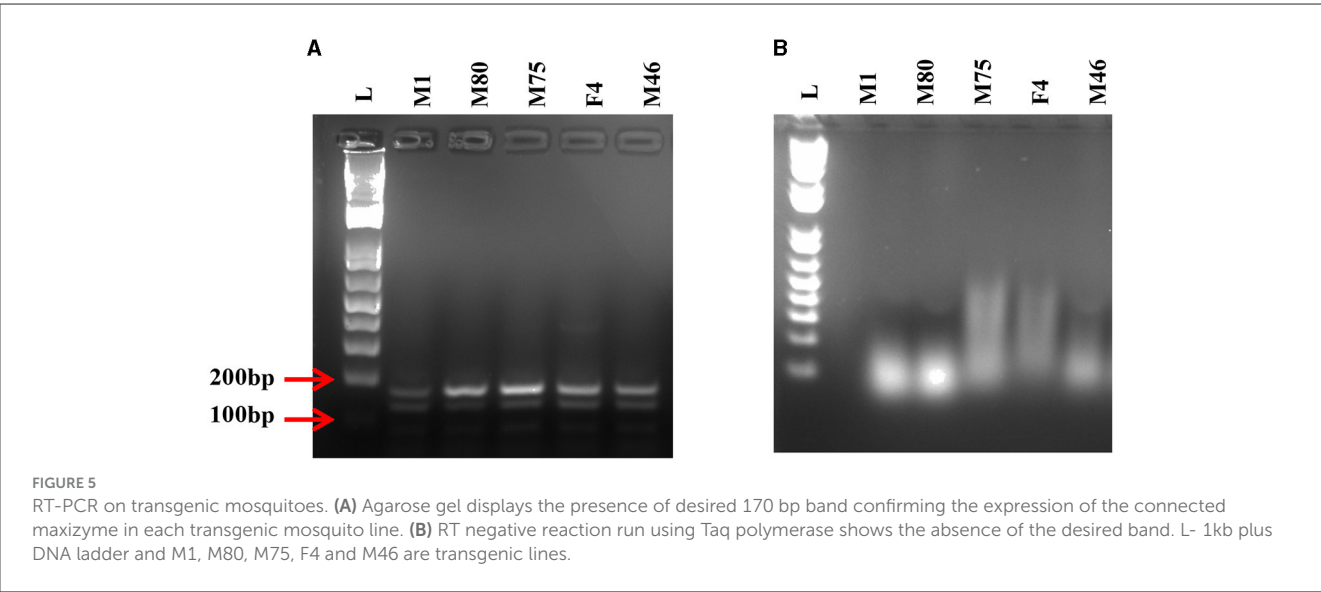 A
B
L
M1
M80
M75
F4
M46
L
M1
M80
M75
F4
M46
200bp
100bp
FIGURE 5
RT-PCR on transgenic mosquitoes. (A) Agarose gel displays the presence of desired 170 bp band confirming the expression of the connected
maxizyme in each transgenic mosquito line. (B) RT negative reaction run using Taq polymerase shows the absence of the desired band. L- 1kb plus
DNA ladder and M1, M80, M75, F4 and M46 are transgenic lines.